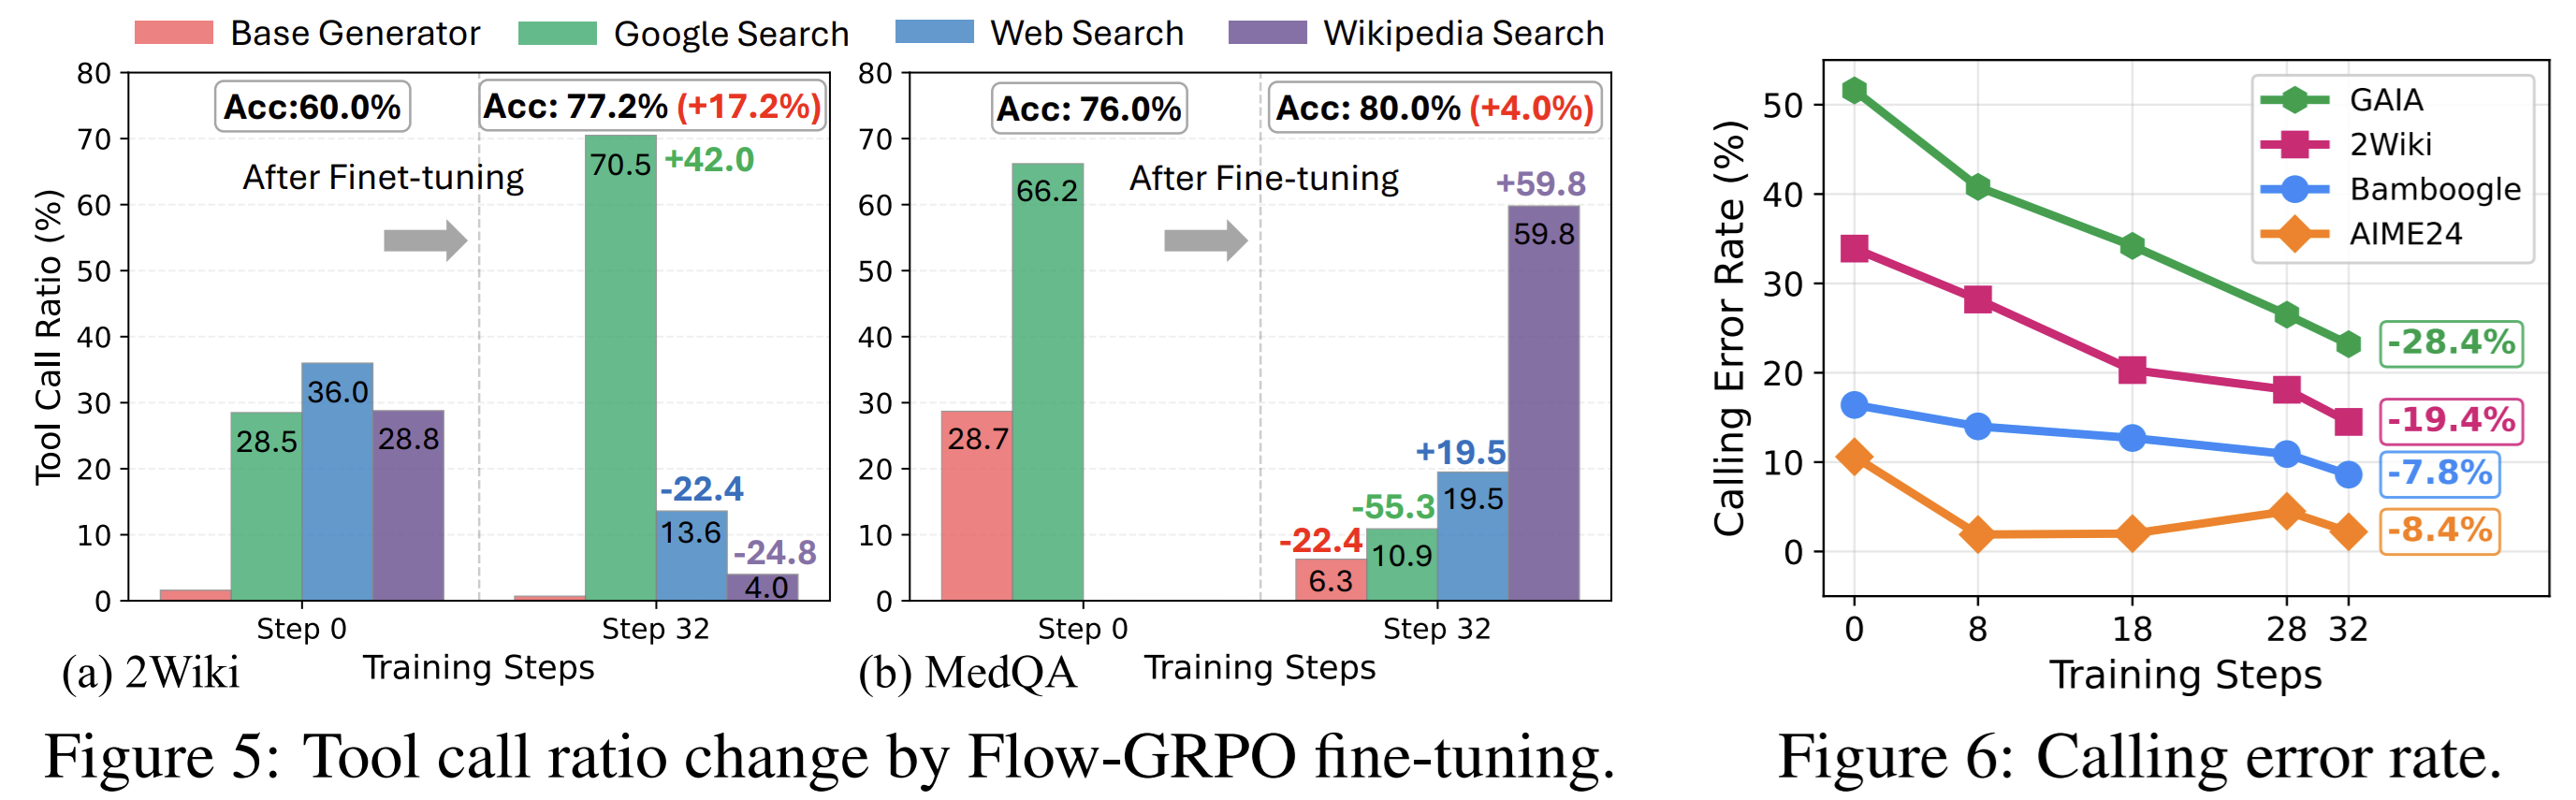 Base Generator Google Search Web Search Wikipedia Search
Tool Call Ratio (%)
80
70
60
50
40
30
20
10
0
Acc:60.0%
Acc: 77.2% (+17.2%)
After Finet-tuning
28.5
36.0
28.8
70.5
+42.0
-22.4
13.6
-24.8
4.0
Step 0
Step 32
(a) 2Wiki
Training Steps
80
70
60
50
40
30
20
10
0
Acc: 76.0%
Acc: 80.0% (+4.0%)
After Fine-tuning
28.7
66.2
-22.4
6.3
-55.3
10.9
+19.5
19.5
+59.8
59.8
Step 0
Step 32
(b) MedQA
Training Steps
Figure 5: Tool call ratio change by Flow-GRPO fine-tuning.
Calling Error Rate (%)
50
40
30
20
10
0
GAIA
2Wiki
Bamboogle
AIME24
-28.4%
-19.4%
-7.8%
-8.4%
0 8 18 28 32
Training Steps
Figure 6: Calling error rate.